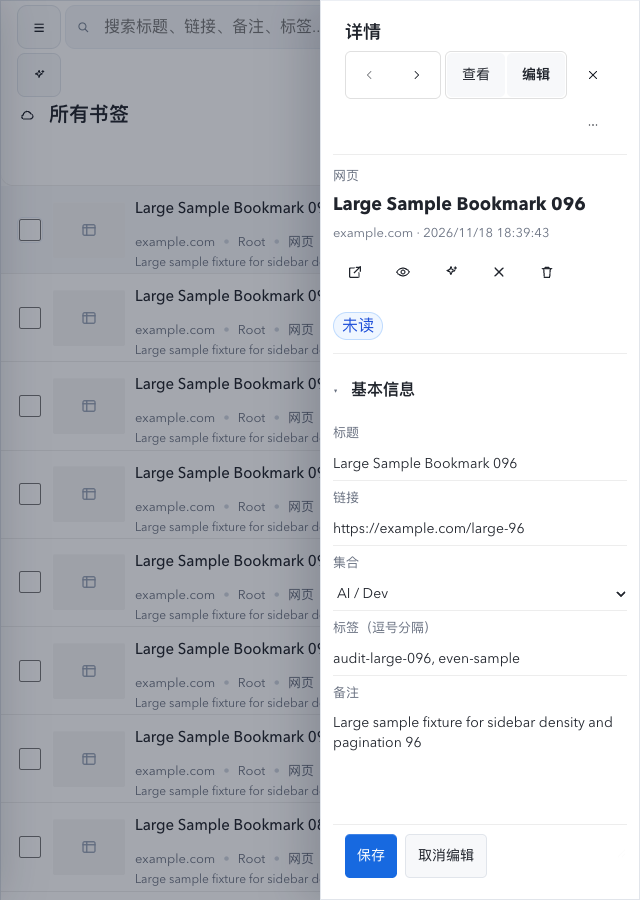 搜索标题、链接、备注、标签...
所有书签
Large Sample Bookmark 09
example.com • Root • 网页
Large sample fixture for sidebar d
Large Sample Bookmark 09
example.com • Root • 网页
Large sample fixture for sidebar d
Large Sample Bookmark 09
example.com • Root • 网页
Large sample fixture for sidebar d
Large Sample Bookmark 09
example.com • Root • 网页
Large sample fixture for sidebar d
Large Sample Bookmark 09
example.com • Root • 网页
Large sample fixture for sidebar d
Large Sample Bookmark 09
example.com • Root • 网页
Large sample fixture for sidebar d
Large Sample Bookmark 09
example.com • Root • 网页
Large sample fixture for sidebar d
Large Sample Bookmark 08
example.com • Root • 网页
Large sample fixture for sidebar d
详情
查看 编辑
...
网页
Large Sample Bookmark 096
example.com · 2026/11/18 18:39:43
未读
基本信息
标题
Large Sample Bookmark 096
链接
https://example.com/large-96
集合
AI / Dev
标签（逗号分隔）
audit-large-096, even-sample
备注
Large sample fixture for sidebar density and
pagination 96
保存 取消编辑